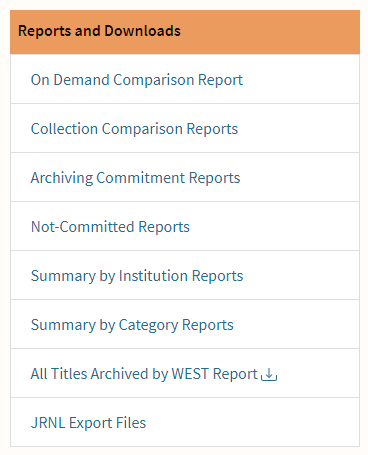 Reports and Downloads
On Demand Comparison Report
Collection Comparison Reports
Archiving Commitment Reports
Not-Committed Reports
Summary by Institution Reports
Summary by Category Reports
All Titles Archived by WEST Report
JRNL Export Files